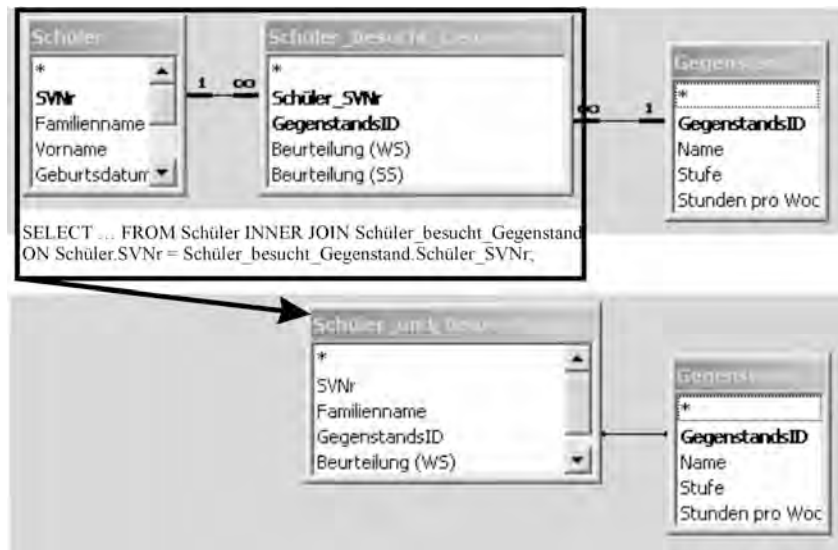 Schüler
*
SVNr
Familienname
Vorname
Geburtsdatum
1 ∞
Schüler_besucht_
*
Schüler_SVNr
GegenstandsID
Beurteilung (WS)
Beurteilung (SS)
∞ 1
*
GegenstandsID
Name
Stufe
Stunden pro Woc
SELECT ... FROM Schüler INNER JOIN Schüler_besucht_Gegenstand
ON Schüler.SVNr = Schüler_besucht_Gegenstand.Schüler_SVNr;
Schüler_und_
*
SVNr
Familienname
GegenstandsID
Beurteilung (WS)
*
GegenstandsID
Name
Stufe
Stunden pro Woc